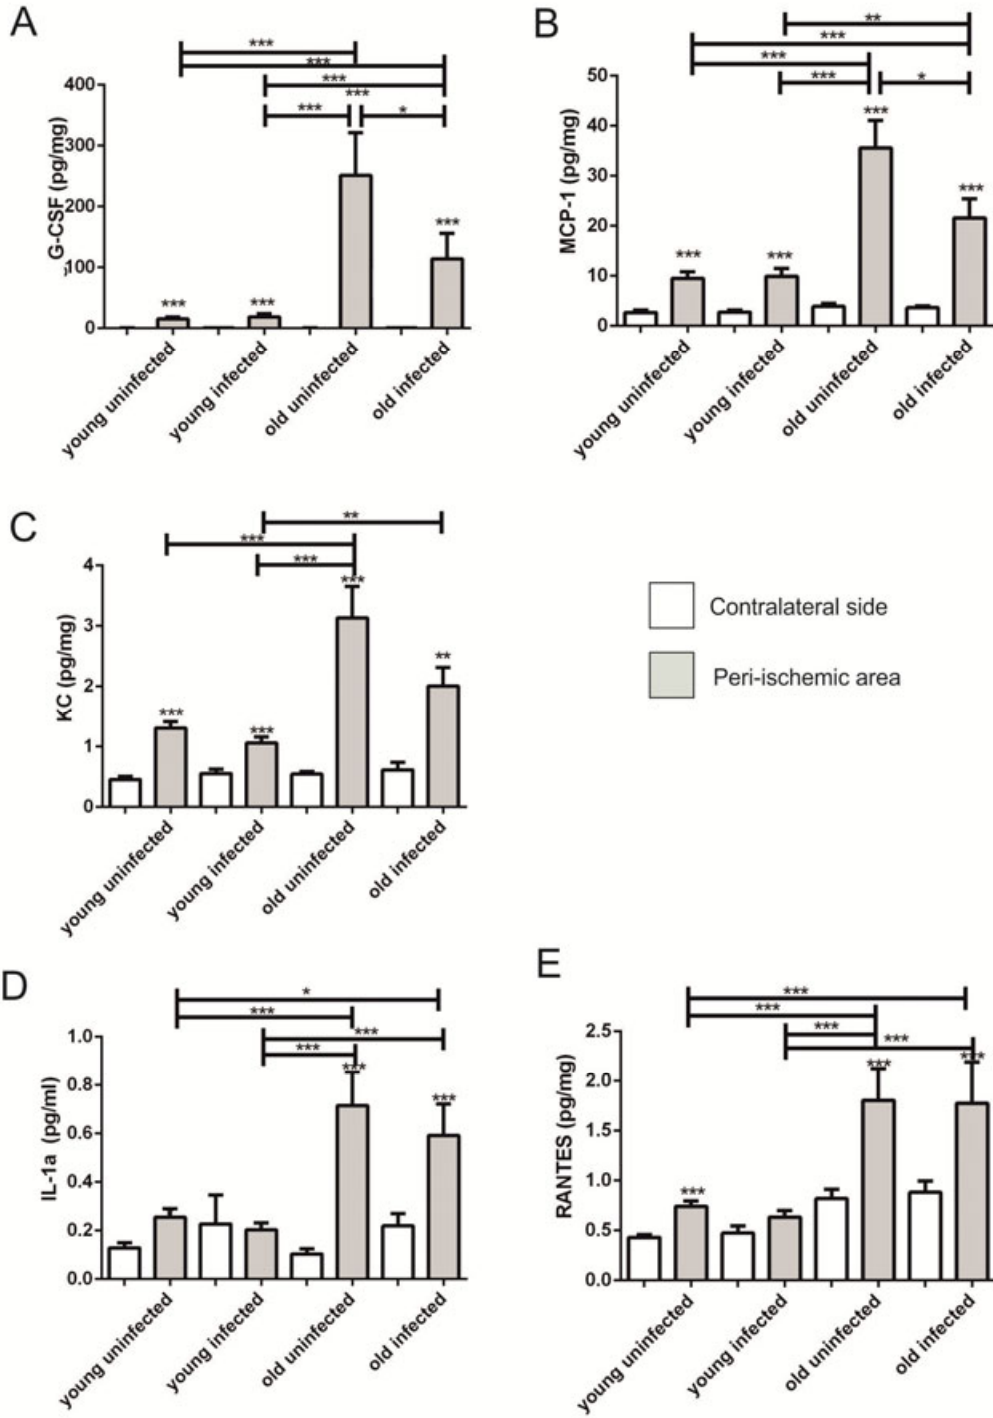 A
***
***
***
***
***
*
400
300
200
100
0
G-CSF (pg/mg)
***
***
***
young uninfected
young infected
old uninfected
old infected
B
**
***
***
***
*
50
40
30
20
10
0
MCP-1 (pg/mg)
***
***
***
***
young uninfected
young infected
old uninfected
old infected
C
**
***
***
4
3
2
1
0
KC (pg/mg)
***
***
***
**
young uninfected
young infected
old uninfected
old infected
Contralateral side
Peri-ischemic area
D
*
***
***
***
1.0
0.8
0.6
0.4
0.2
0.0
IL-1a (pg/ml)
***
***
young uninfected
young infected
old uninfected
old infected
E
***
***
***
***
2.5
2.0
1.5
1.0
0.5
0.0
RANTES (pg/mg)
***
***
***
young uninfected
young infected
old uninfected
old infected